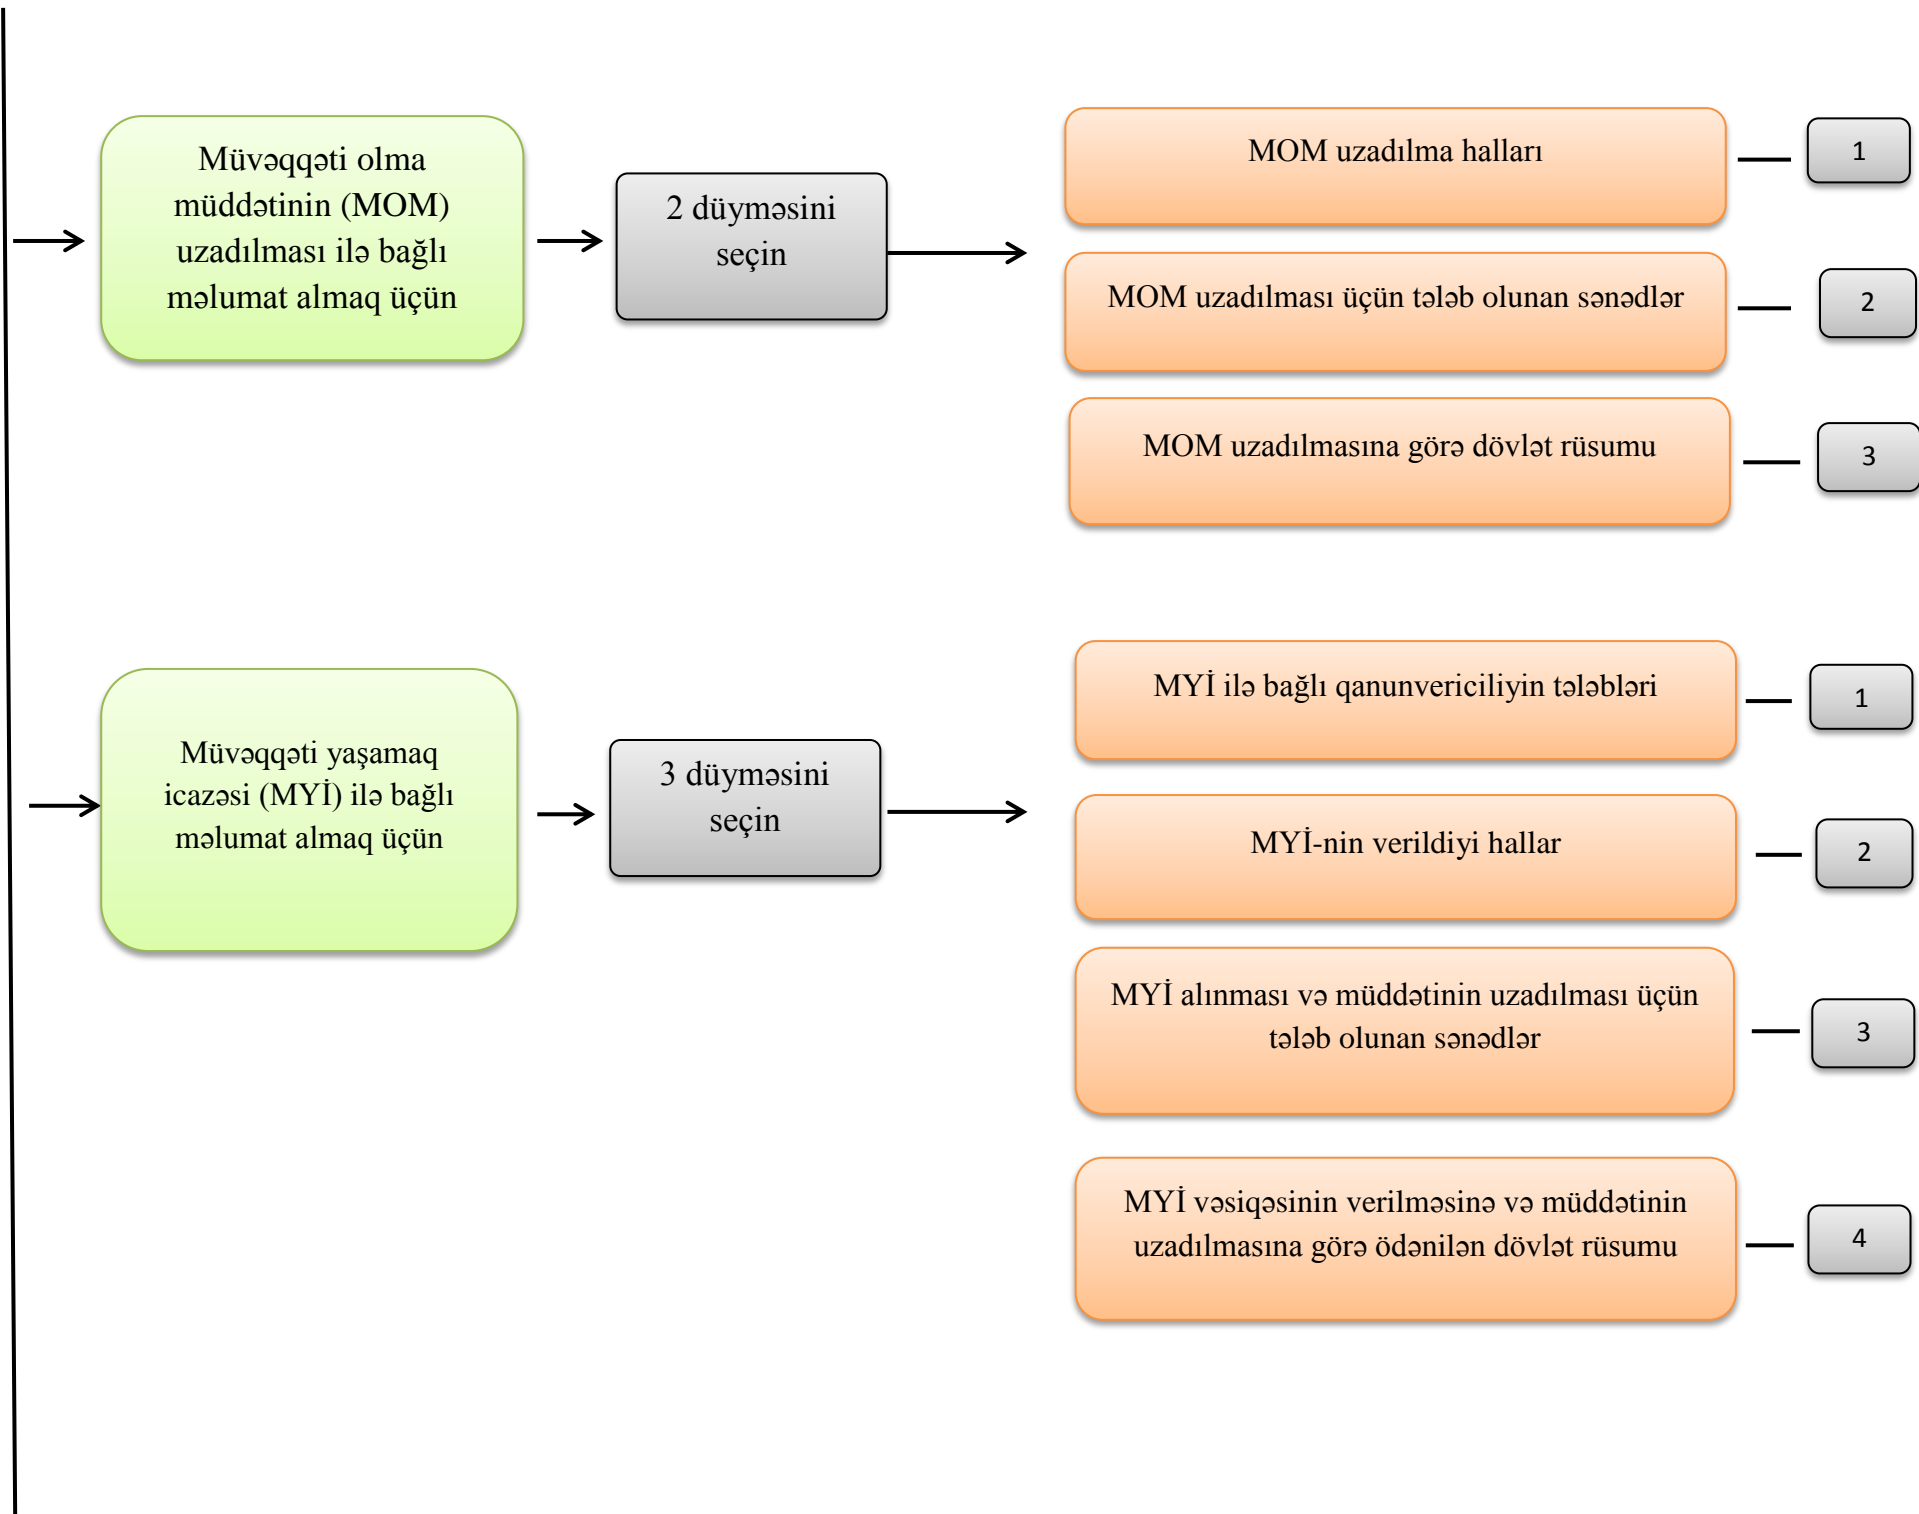 Müvəqqəti olma
müddətinin (MOM)
uzadılması ilə bağlı
məlumat almaq üçün
2 düyməsini
seçin
MOM uzadılma halları
1
MOM uzadılması üçün tələb olunan sənədlər
2
MOM uzadılmasına görə dövlət rüsumu
3
Müvəqqəti yaşamaq
icazəsi (MYİ) ilə bağlı
məlumat almaq üçün
3 düyməsini
seçin
MYİ ilə bağlı qanunvericiliyin tələbləri
1
MYİ-nin verildiyi hallar
2
MYİ alınması və müddətinin uzadılması üçün
tələb olunan sənədlər
3
MYİ vəsiqəsinin verilməsinə və müddətinin
uzadılmasına görə ödənilən dövlət rüsumu
4